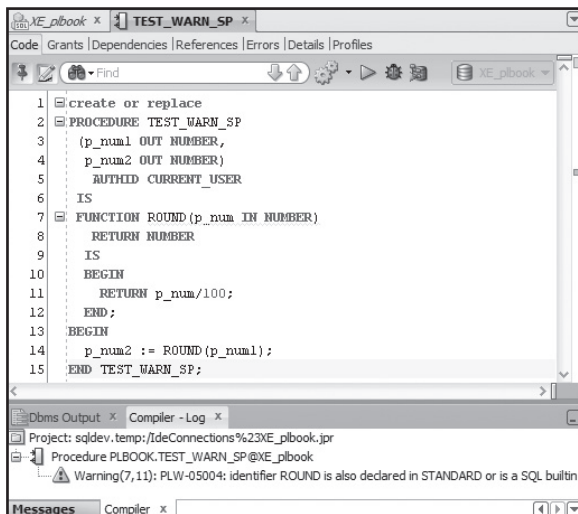 XE_plbook x TEST_WARN_SP x
Code Grants |Dependencies |References |Errors |Details |Profiles
Find XE_plbook
1 create or replace
2 PROCEDURE TEST_WARN_SP
3 (p_num1 OUT NUMBER,
4 p_num2 OUT NUMBER)
5 AUTHID CURRENT_USER
6 IS
7 FUNCTION ROUND(p_num IN NUMBER)
8 RETURN NUMBER
9 IS
10 BEGIN
11 RETURN p_num/100;
12 END;
13 BEGIN
14 p_num2 := ROUND(p_num1);
15 END TEST_WARN_SP;
Dbms Output x Compiler - Log x
Project: sqldev.temp:/IdeConnections%23XE_plbook.jpr
Procedure PLBOOK.TEST_WARN_SP@XE_plbook
Warning(7,11): PLW-05004: identifier ROUND is also declared in STANDARD or is a SQL builtin
Messages Compiler x